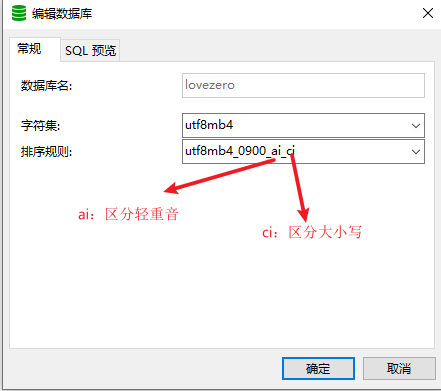 编辑数据库
常规
SQL 预览
数据库名:
lovezero
字符集:
utf8mb4
排序规则:
utf8mb4_0900_ai_ci
ai：区分轻重音
ci：区分大小写
确定
取消